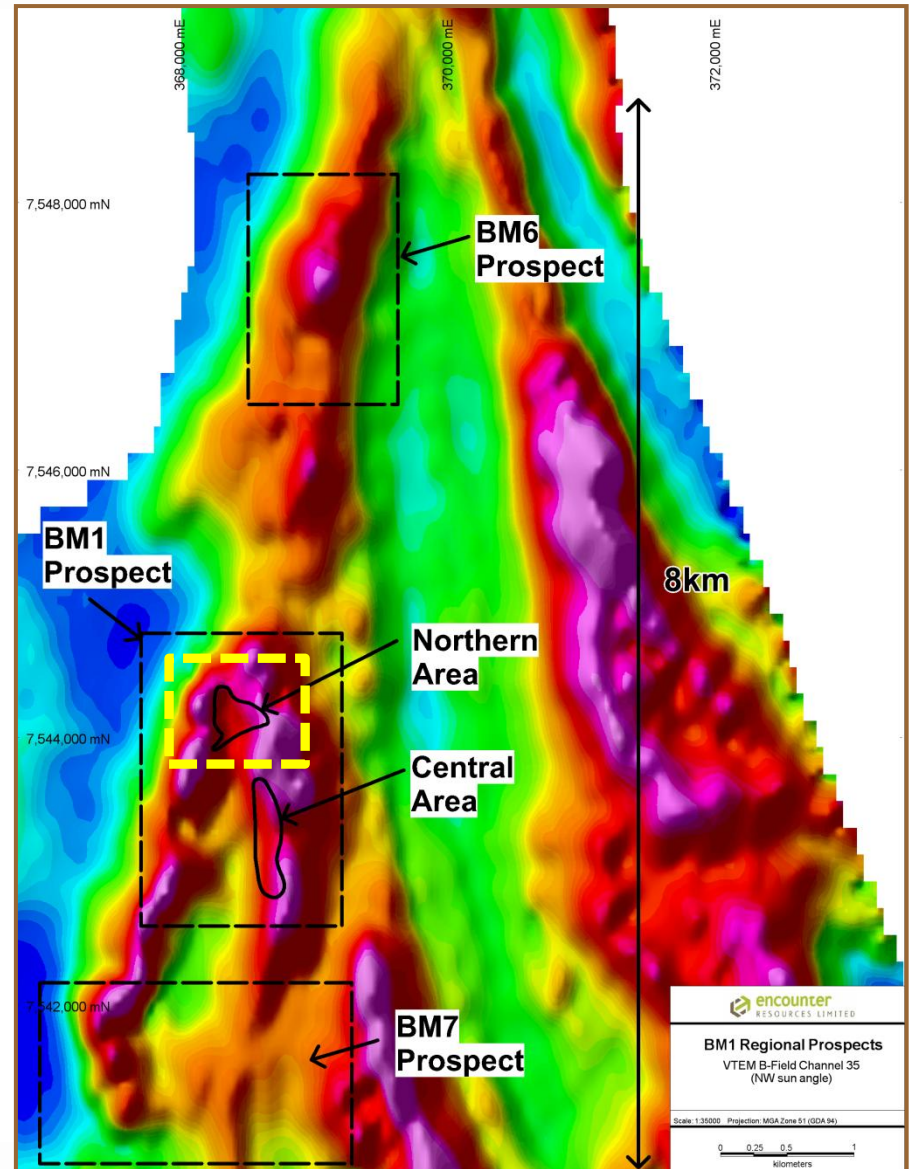 368,000 mE
370,000 mE
372,000 mE
7,548,000 mN
BM6
Prospect
7,546,000 mN
BM1
Prospect
8km
Northern
Area
7,544,000 mN
Central
Area
7,542,000 mN
BM7
Prospect
encounter
RESOURCES LIMITED
BM1 Regional Prospects
VTEM B-Field Channel 35
(NW sun angle)
Scale: 1:35000 Projection: MGA Zone 51 (GDA 94)
0 0.25 0.5 1
kilometers